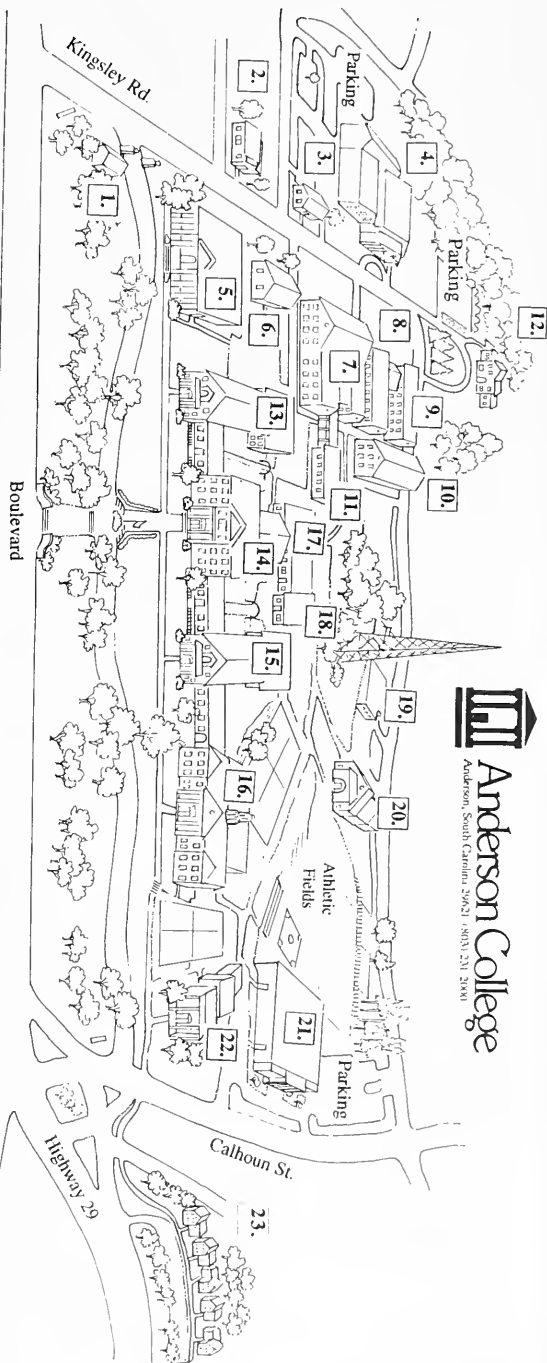 Anderson College
Anderson, South Carolina 29621 (803) 231-2000
Kingsley Rd.
Parking
Parking
Parking
Athletic
Fields
Boulevard
Calhoun St.
Highway 29
1.
2.
3.
4.
5.
6.
7.
8.
9.
10.
11.
12.
13.
14.
15.
16.
17.
18.
19.
20.
21.
22.
23.